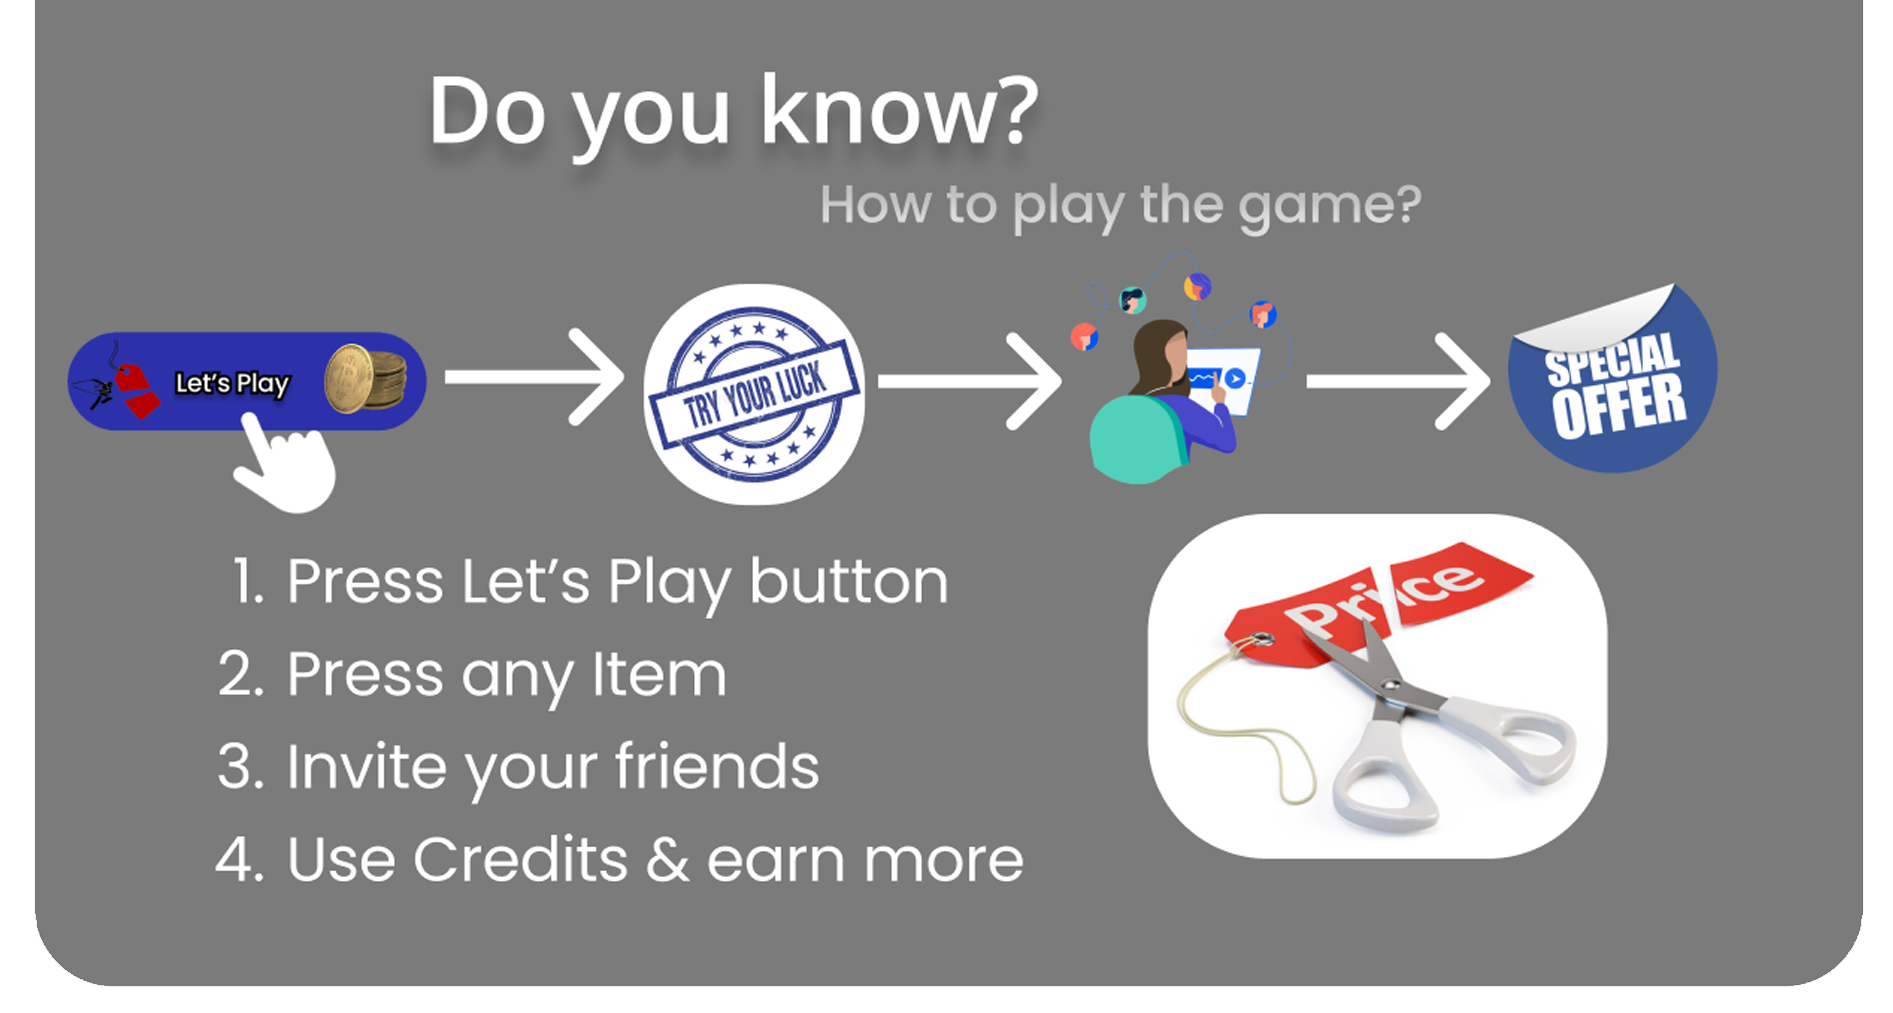 Do you know?
How to play the game?
Let's Play
TRY YOUR LUCK
SPECIAL
OFFER
1. Press Let's Play button
2. Press any Item
3. Invite your friends
4. Use Credits & earn more
Price